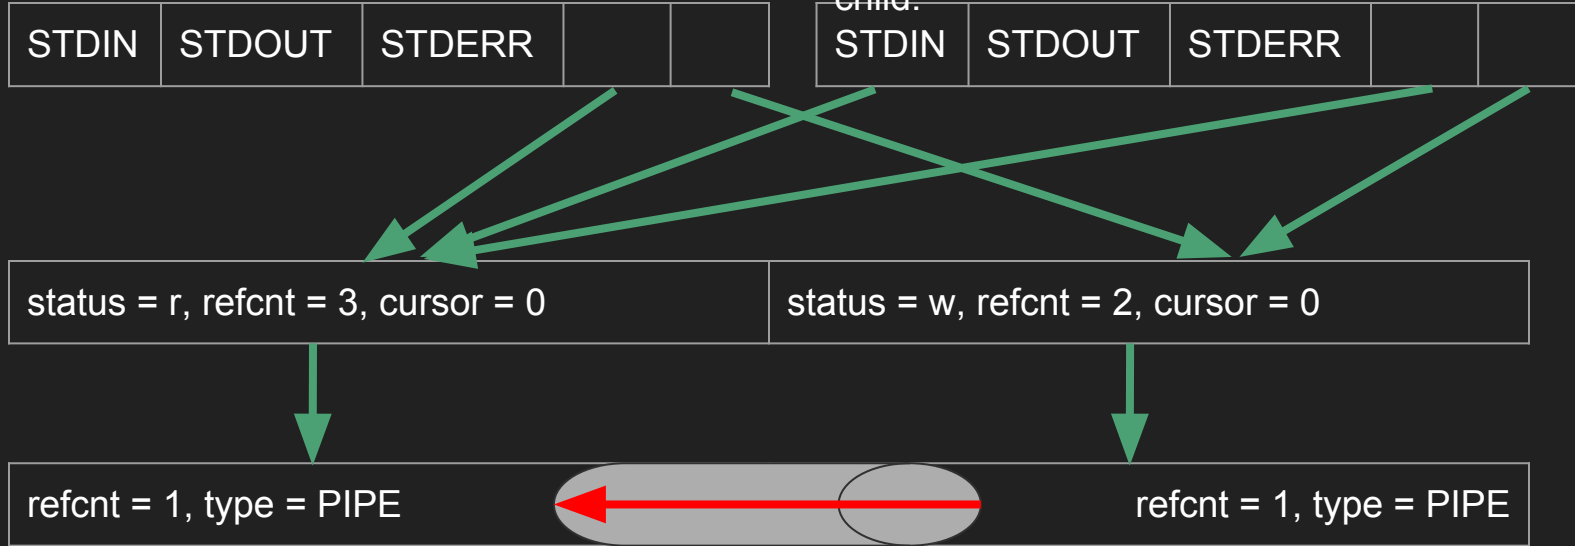 child:
STDIN STDOUT STDERR STDIN STDOUT STDERR
status = r, refcnt = 3, cursor = 0 status = w, refcnt = 2, cursor = 0
refcnt = 1, type = PIPE refcnt = 1, type = PIPE